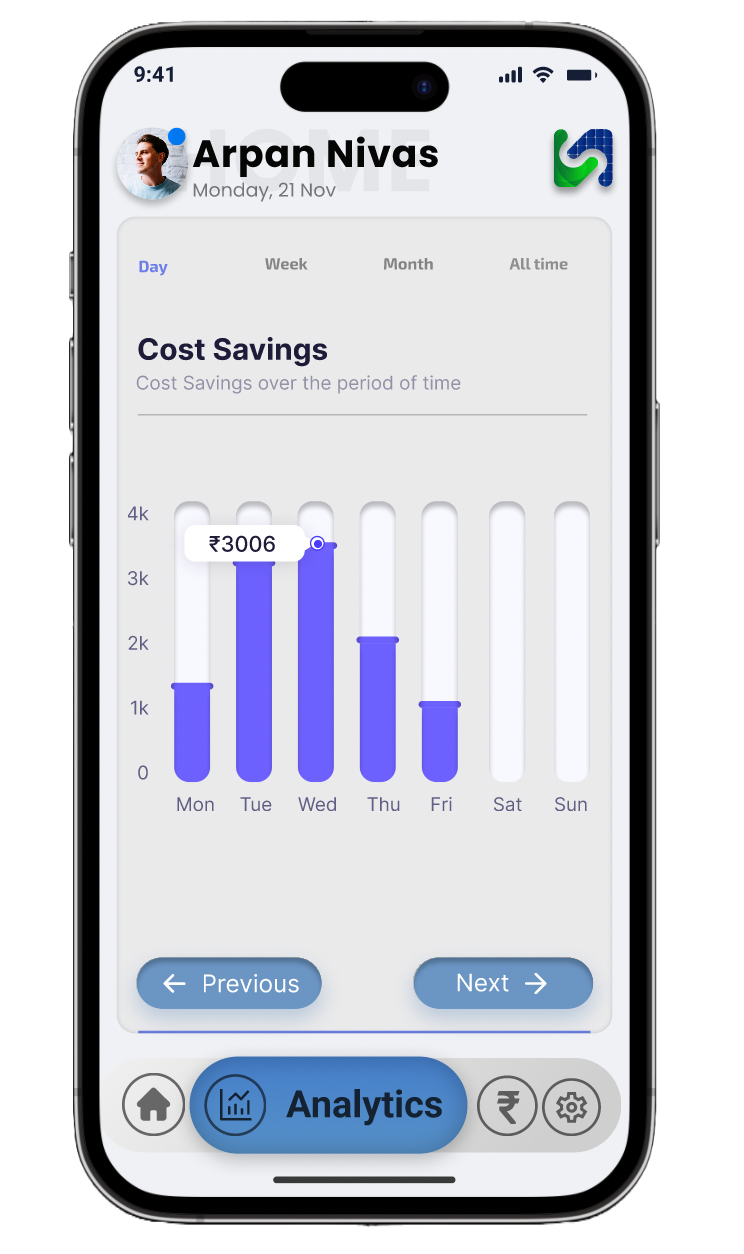 9:41
HOME
Arpan Nivas
Monday, 21 Nov
Day Week Month All time
Cost Savings
Cost Savings over the period of time
4k
₹3006
3k
2k
1k
0
Mon Tue Wed Thu Fri Sat Sun
Previous Next
Analytics ₹